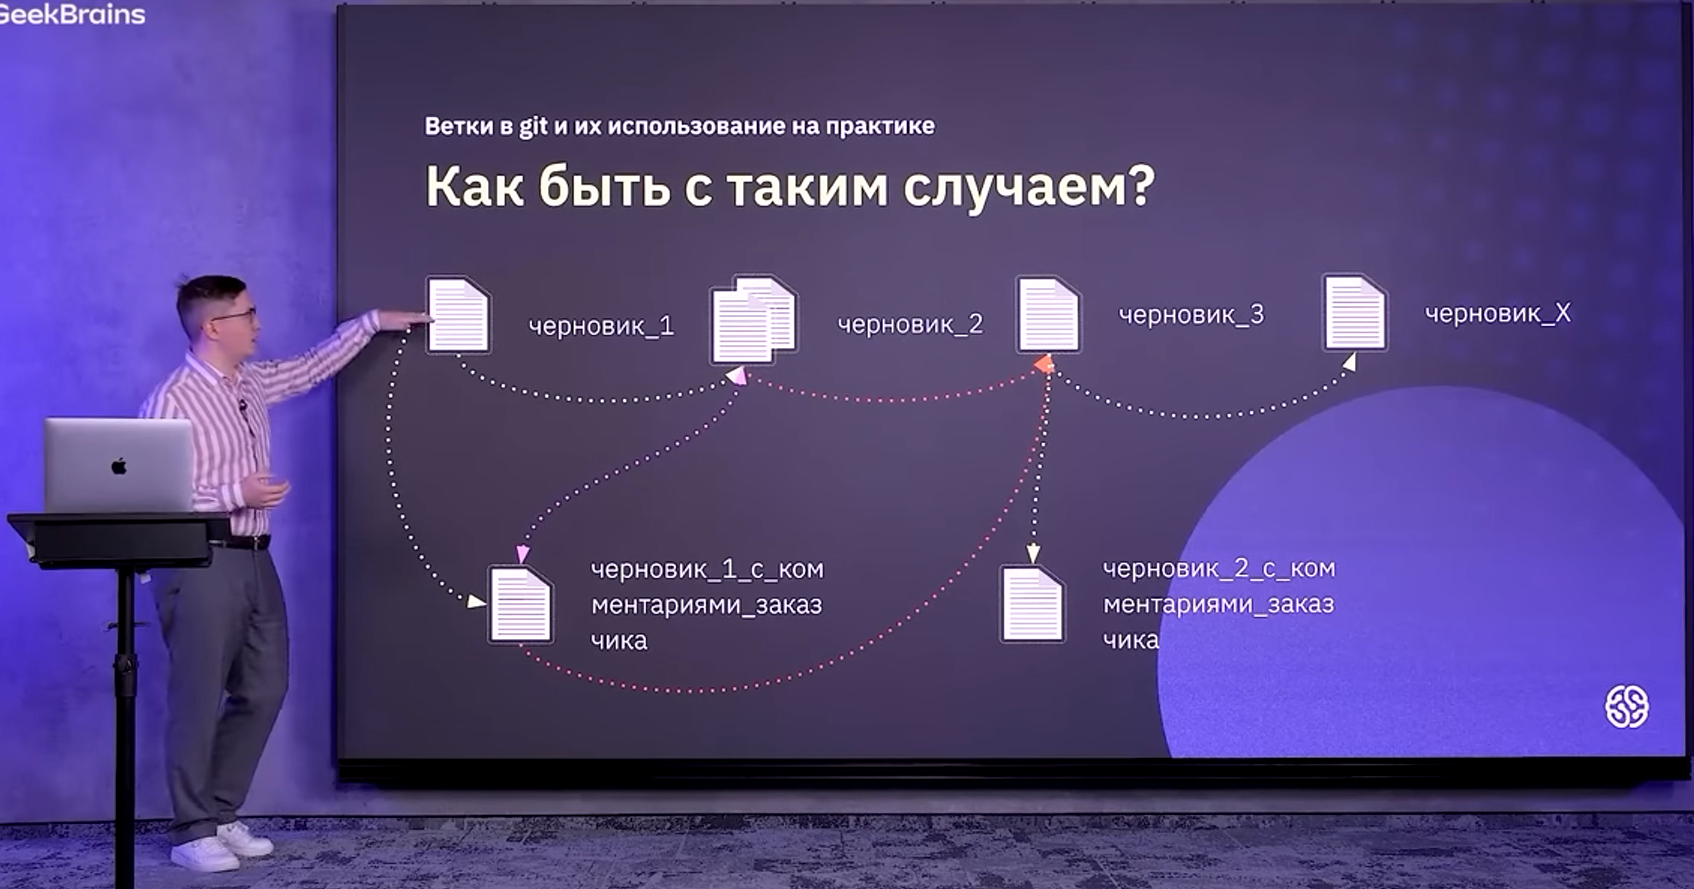 GeekBrains
Ветки в git и их использование на практике
Как быть с таким случаем?
черновик_1
черновик_2
черновик_3
черновик_X
черновик_1_с_ком
ментариями_заказ
чика
черновик_2_с_ком
ментариями_заказ
чика